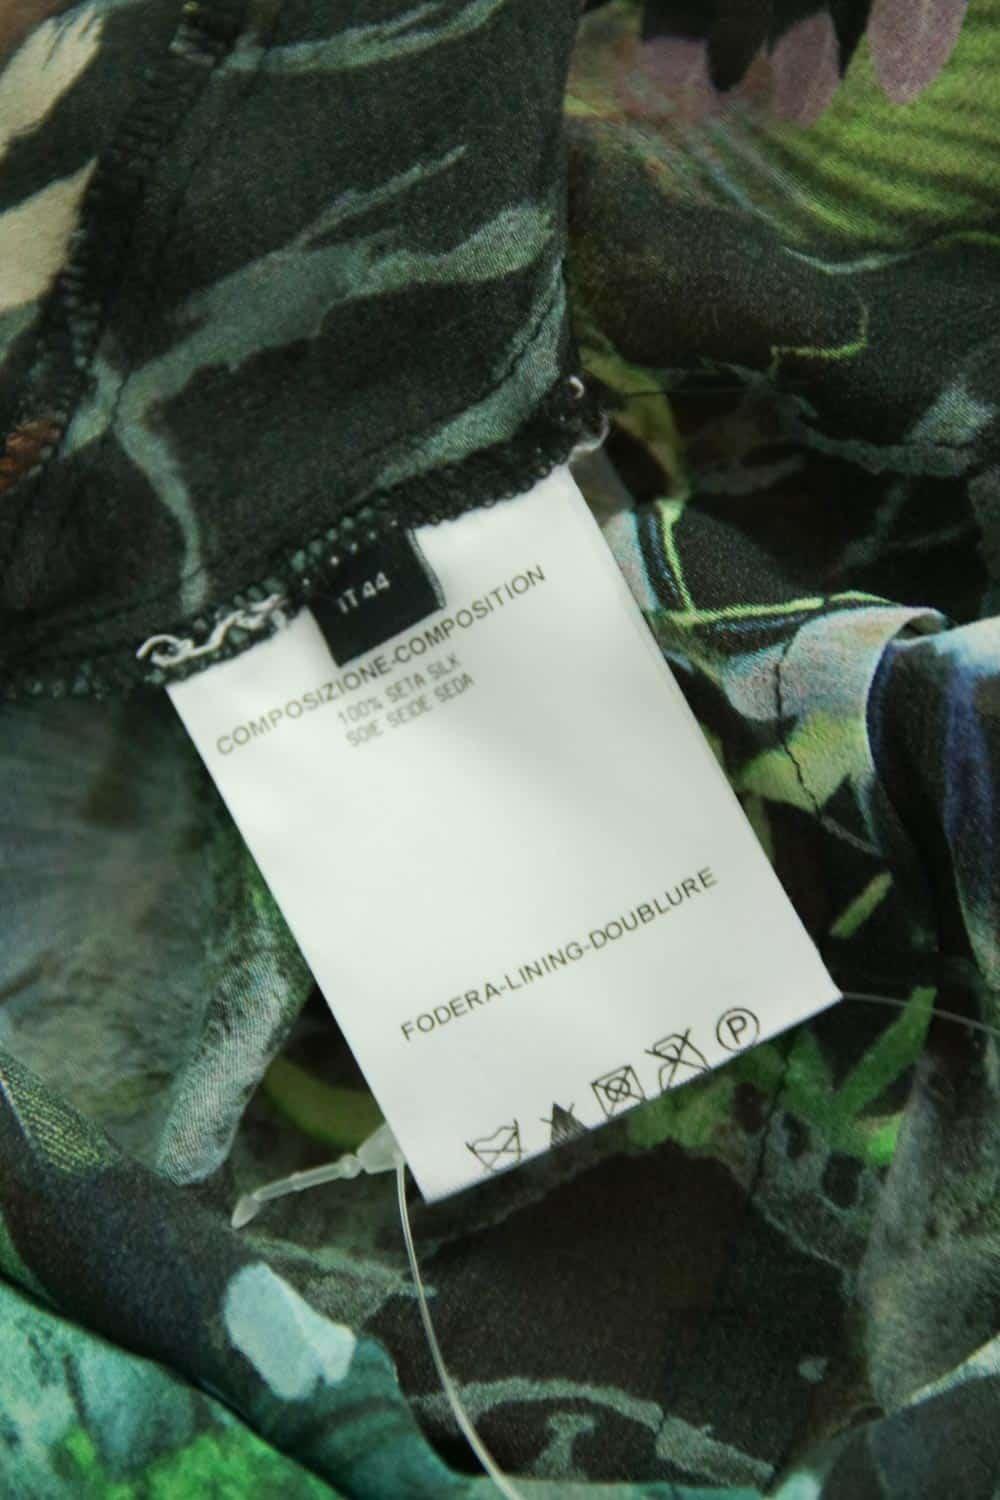 IT 44
COMPOSIZIONE-COMPOSITION
100% SETA SILK
SOIE SEIDE SEDA
FODERA-LINING-DOUBLURE
P